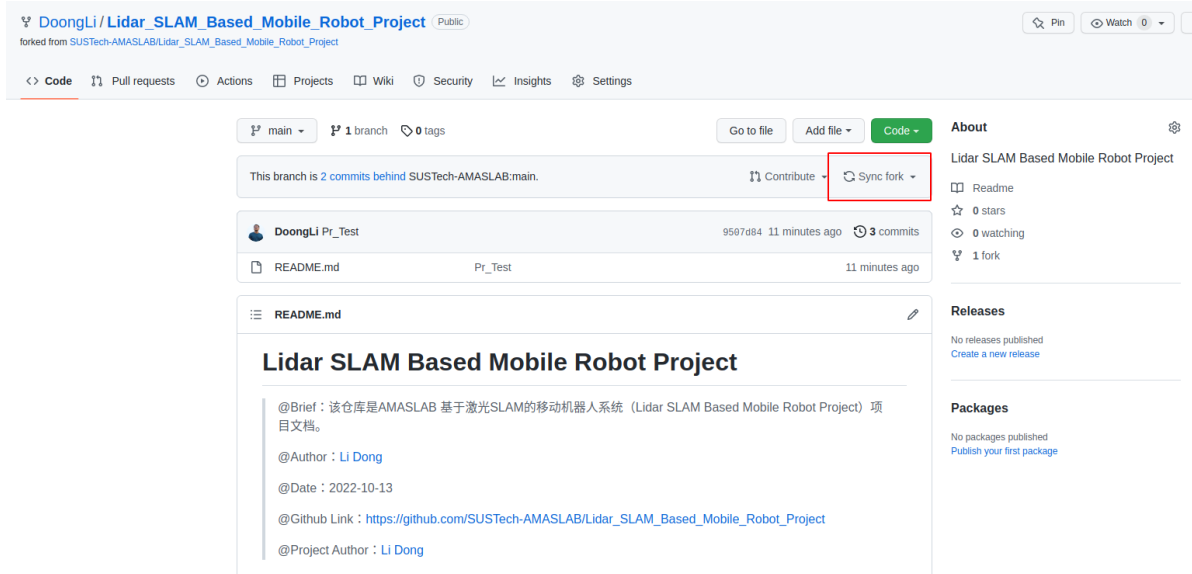 DoongLi / Lidar_SLAM_Based_Mobile_Robot_Project Public
Pin Watch 0
forked from SUSTech-AMASLAB/Lidar_SLAM_Based_Mobile_Robot_Project
<> Code Pull requests Actions Projects Wiki Security Insights Settings
main 1 branch 0 tags Go to file Add file Code
This branch is 2 commits behind SUSTech-AMASLAB:main. Contribute Sync fork
DoongLi Pr_Test 9507d84 11 minutes ago 3 commits
README.md Pr_Test 11 minutes ago
README.md
Lidar SLAM Based Mobile Robot Project
@Brief：该仓库是AMASLAB 基于激光SLAM的移动机器人系统（Lidar SLAM Based Mobile Robot Project）项
目文档。
@Author：Li Dong
@Date：2022-10-13
@Github Link：https://github.com/SUSTech-AMASLAB/Lidar_SLAM_Based_Mobile_Robot_Project
@Project Author：Li Dong
About
Lidar SLAM Based Mobile Robot Project
Readme
0 stars
0 watching
1 fork
Releases
No releases published
Create a new release
Packages
No packages published
Publish your first package